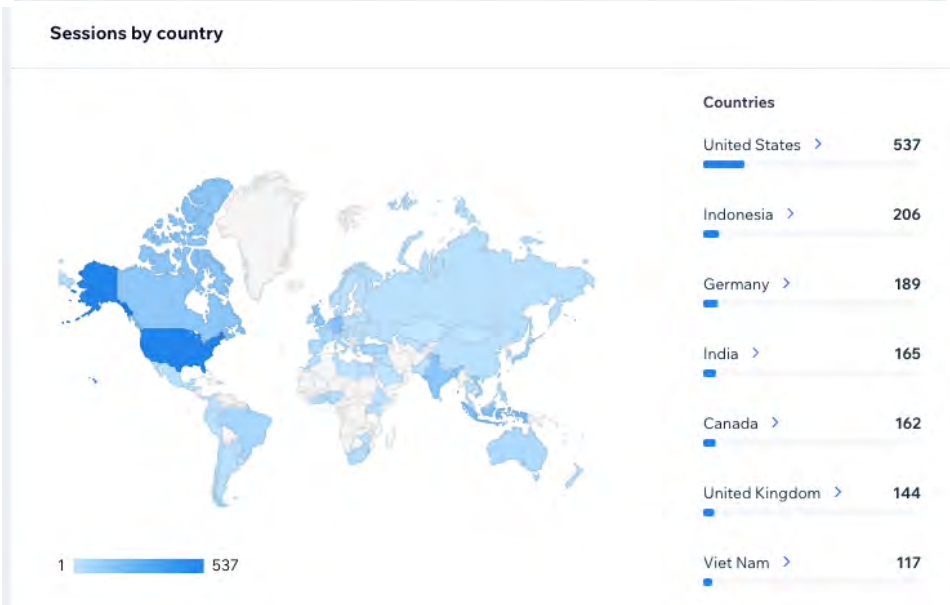 Sessions by country
Countries
United States > 537
Indonesia > 206
Germany > 189
India > 165
Canada > 162
United Kingdom > 144
Viet Nam > 117
1 537